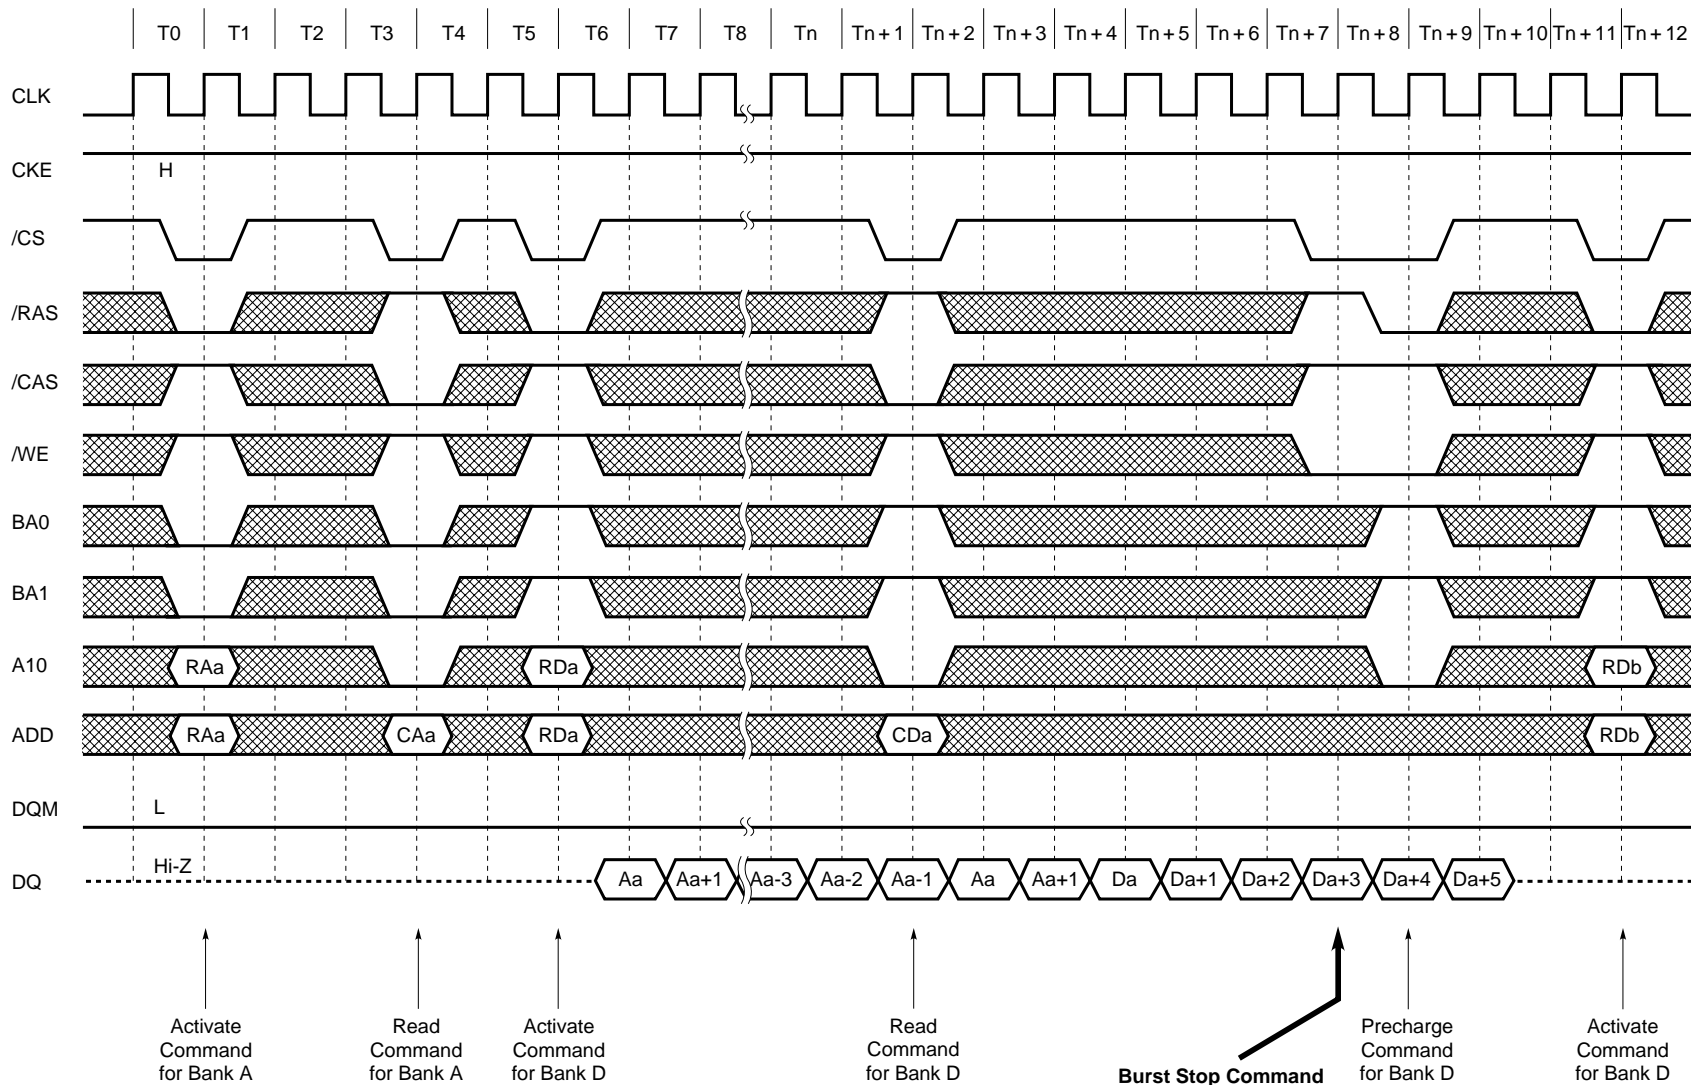 T0 T1 T2 T3 T4 T5 T6 T7 T8 Tn Tn + 1 Tn + 2 Tn + 3 Tn + 4 Tn + 5 Tn + 6 Tn + 7 Tn + 8 Tn + 9 Tn + 10 Tn + 11 Tn + 12
CLK
CKE H
/CS
/RAS
/CAS
/WE
BA0
BA1
A10 RAa RDa RDb
ADD RAa CAa RDa CDa RDb
DQM L
DQ Hi-Z Aa Aa+1 Aa-3 Aa-2 Aa-1 Aa Aa+1 Da Da+1 Da+2 Da+3 Da+4 Da+5
Activate
Command
for Bank A
Read
Command
for Bank A
Activate
Command
for Bank D
Read
Command
for Bank D
Burst Stop Command
Precharge
Command
for Bank D
Activate
Command
for Bank D